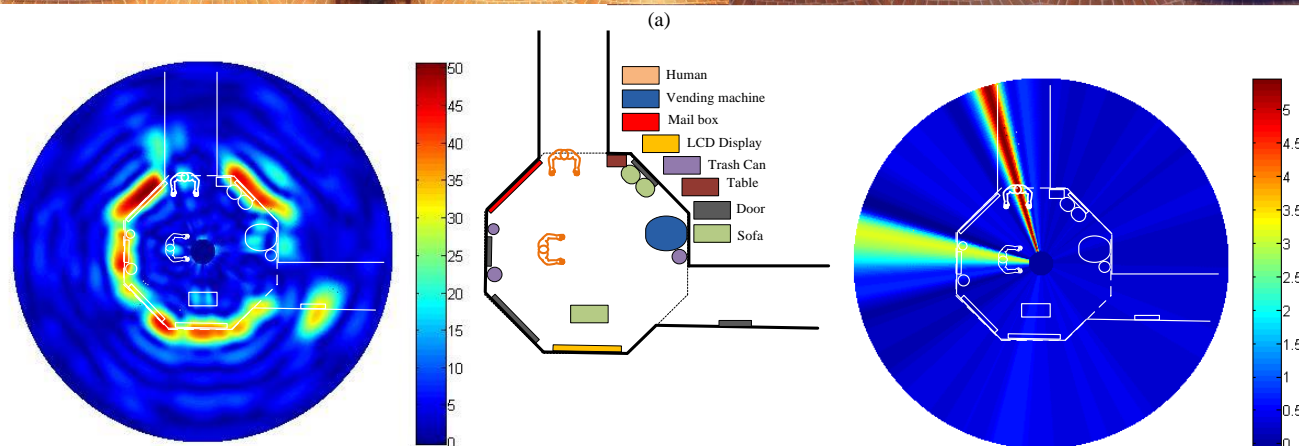 (a)
50
45
40
35
30
25
20
15
10
5
0
Human
Vending machine
Mail box
LCD Display
Trash Can
Table
Door
Sofa
5
4.5
4
3.5
3
2.5
2
1.5
1
0.5
0